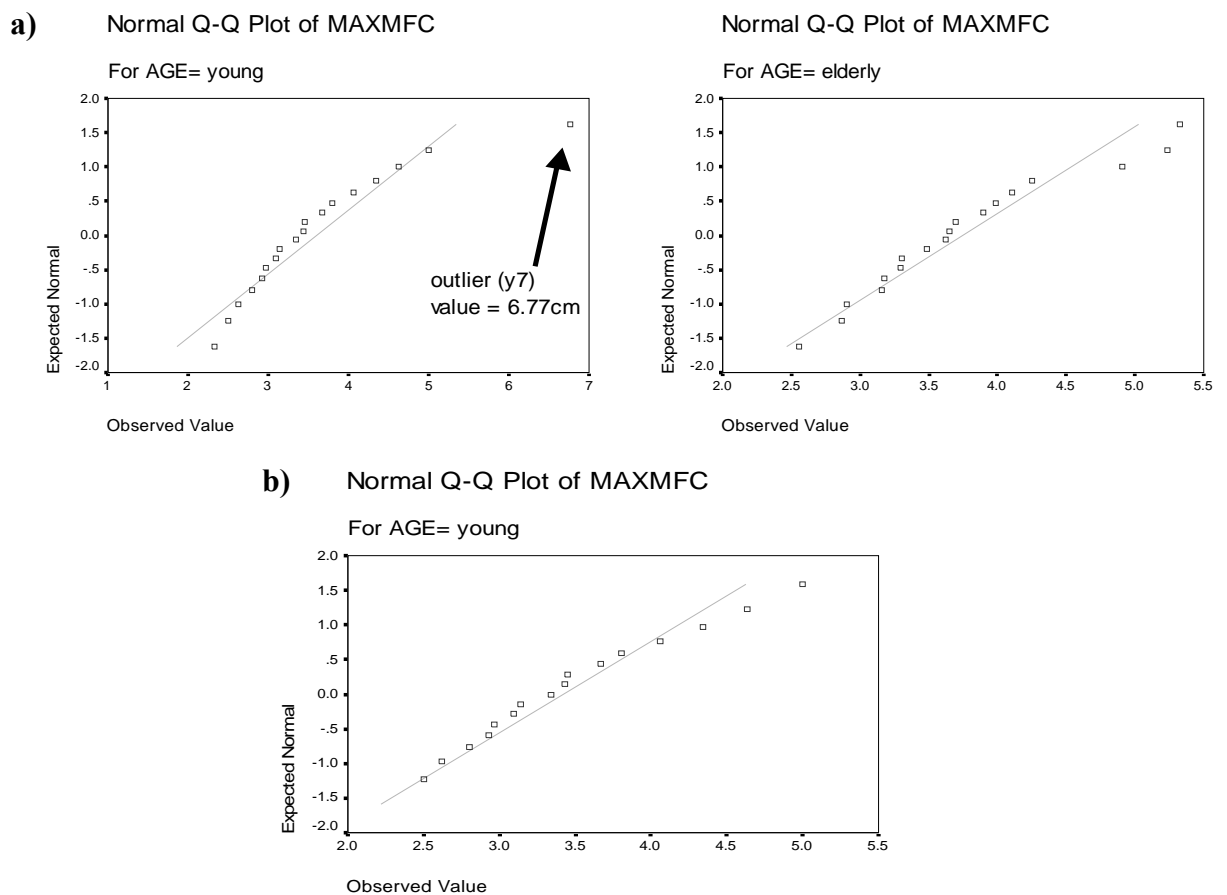 a)
Normal Q-Q Plot of MAXMFC
For AGE= young
Expected Normal
2.0
1.5
1.0
.5
0.0
-.5
-1.0
-1.5
-2.0
1 2 3 4 5 6 7
Observed Value
outlier (y7)
value = 6.77cm
Normal Q-Q Plot of MAXMFC
For AGE= elderly
Expected Normal
2.0
1.5
1.0
.5
0.0
-.5
-1.0
-1.5
-2.0
2.0 2.5 3.0 3.5 4.0 4.5 5.0 5.5
Observed Value
b)
Normal Q-Q Plot of MAXMFC
For AGE= young
Expected Normal
2.0
1.5
1.0
.5
0.0
-.5
-1.0
-1.5
-2.0
2.0 2.5 3.0 3.5 4.0 4.5 5.0 5.5
Observed Value